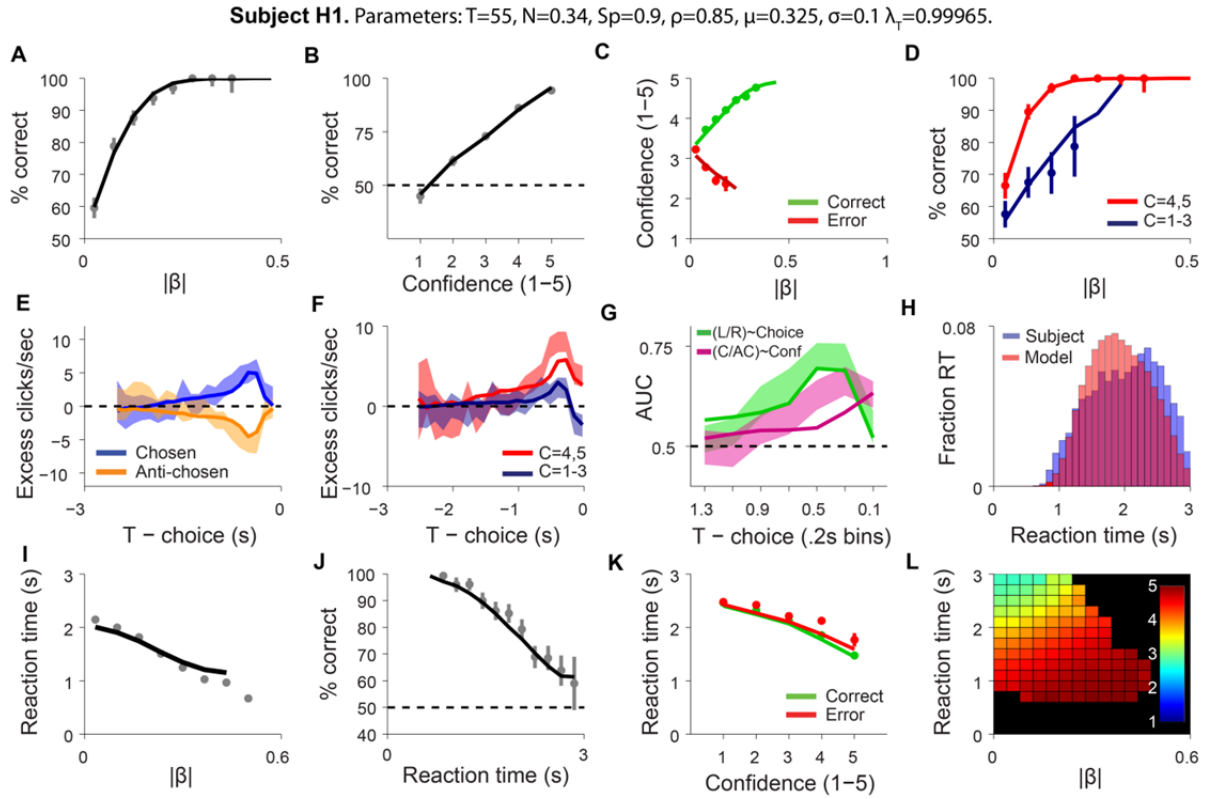 Subject H1. Parameters: T=55, N=0.34, Sp=0.9, ρ=0.85, μ=0.325, σ=0.1 λT=0.99965.
A
% correct
100
90
80
70
60
50
0
0.5
|β|
B
% correct
100
75
50
1 2 3 4 5
Confidence (1−5)
C
Confidence (1−5)
5
4
3
2
1
0
1
|β|
Correct
Error
D
% correct
100
90
80
70
60
50
0
0.5
|β|
C=4,5
C=1-3
E
Excess clicks/sec
10
5
0
−5
−10
−3 −2 −1 0
T − choice (s)
Chosen
Anti-chosen
F
Excess clicks/sec
10
0
−10
−3 −2 −1 0
T − choice (s)
C=4,5
C=1-3
G
AUC
0.75
0.5
1.3 0.9 0.5 0.1
T − choice (.2s bins)
(L/R)~Choice
(C/AC)~Conf
H
Fraction RT
0.08
0
0 1 2 3
Reaction time (s)
Subject
Model
I
Reaction time (s)
3
2
1
0
0
0.6
|β|
J
% correct
100
90
80
70
60
50
40
0
3
Reaction time (s)
K
Reaction time (s)
3
2
1
0
1 2 3 4 5
Confidence (1−5)
Correct
Error
L
Reaction time (s)
3
2
1
0
0
0.6
|β|
5
4
3
2
1